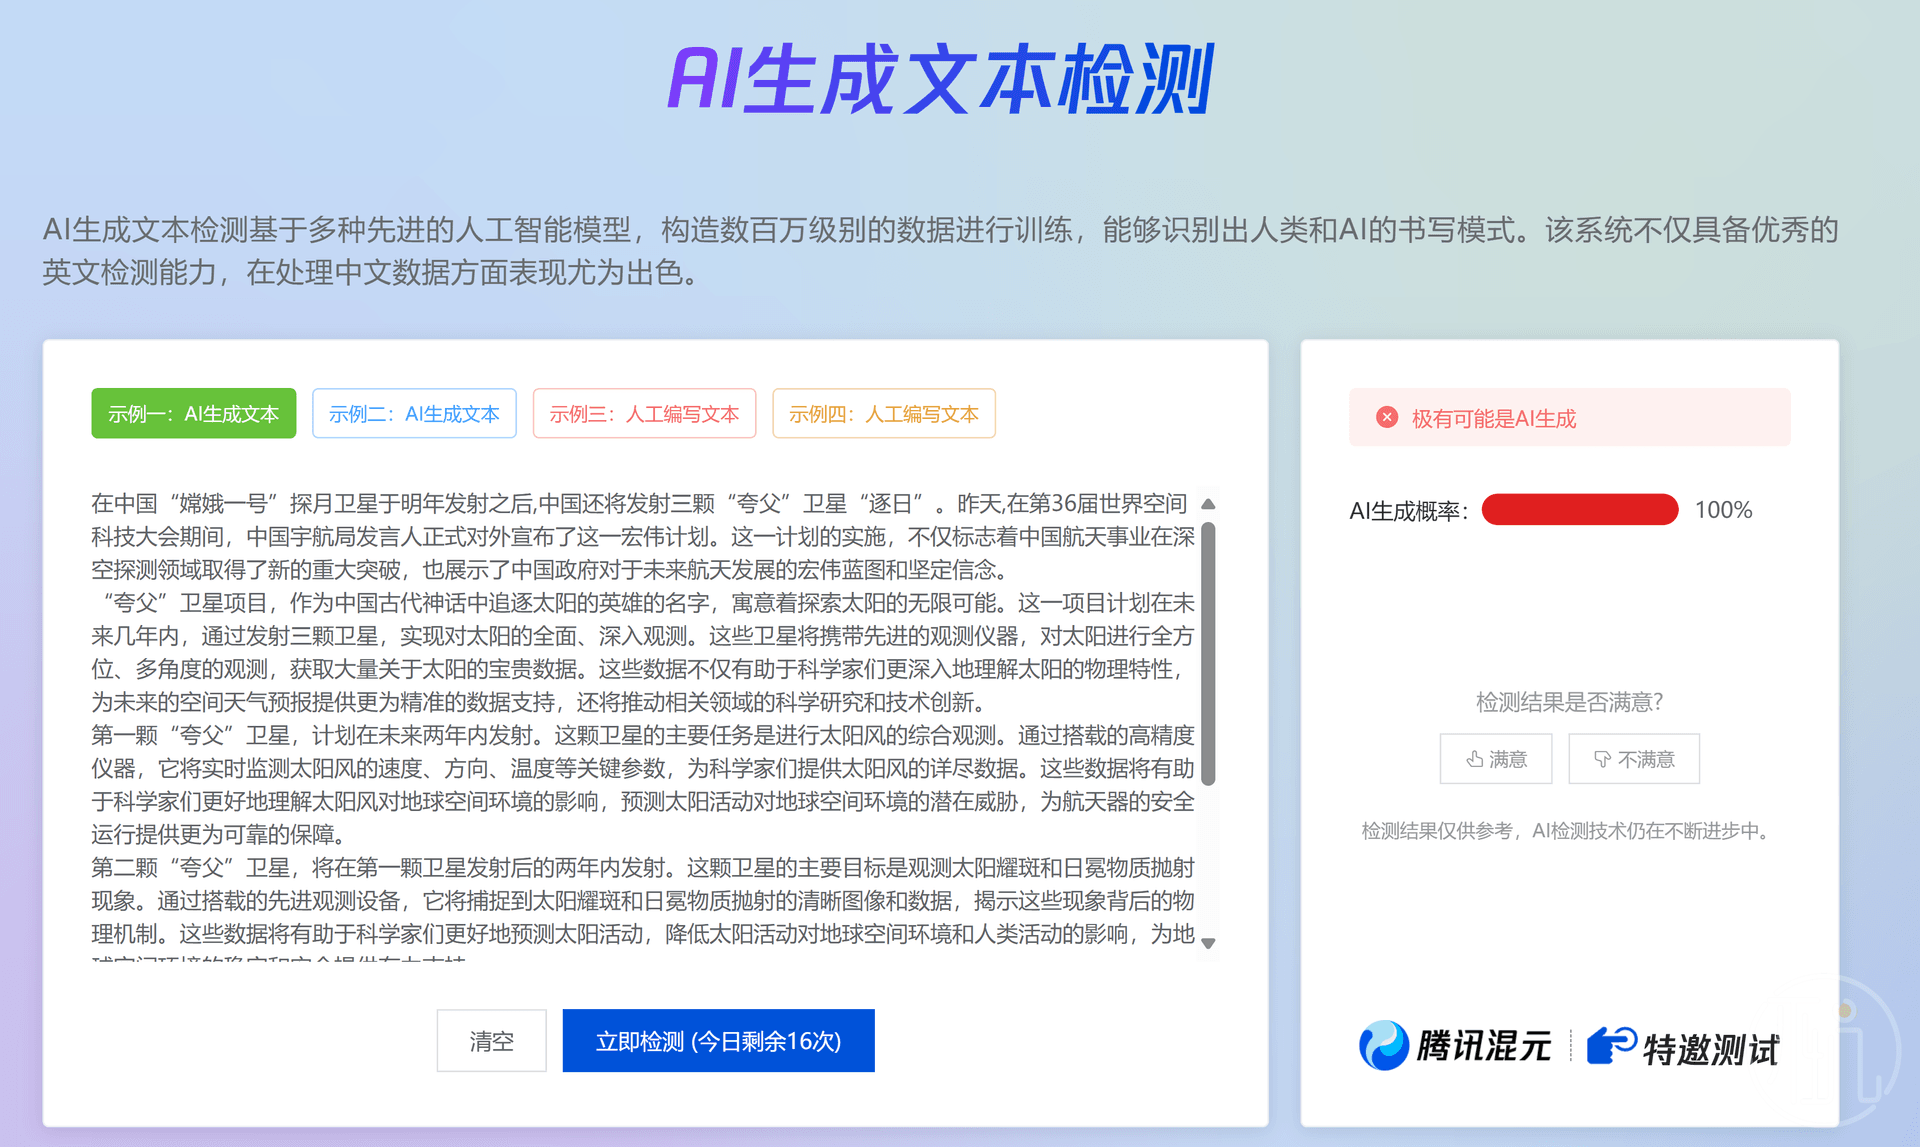 AI生成文本检测
AI生成文本检测基于多种先进的人工智能模型，构造数百万级别的数据进行训练，能够识别出人类和AI的书写模式。该系统不仅具备优秀的
英文检测能力，在处理中文数据方面表现尤为出色。
示例一：AI生成文本
示例二：AI生成文本
示例三：人工编写文本
示例四：人工编写文本
在中国“嫦娥一号”探月卫星于明年发射之后,中国还将发射三颗“夸父”卫星“逐日”。昨天,在第36届世界空间
科技大会期间，中国宇航局发言人正式对外宣布了这一宏伟计划。这一计划的实施，不仅标志着中国航天事业在深
空探测领域取得了新的重大突破，也展示了中国政府对于未来航天发展的宏伟蓝图和坚定信念。
“夸父”卫星项目，作为中国古代神话中追逐太阳的英雄的名字，寓意着探索太阳的无限可能。这一项目计划在未
来几年内，通过发射三颗卫星，实现对太阳的全面、深入观测。这些卫星将携带先进的观测仪器，对太阳进行全方
位、多角度的观测，获取大量关于太阳的宝贵数据。这些数据不仅有助于科学家们更深入地理解太阳的物理特性，
为未来的空间天气预报提供更为精准的数据支持，还将推动相关领域的科学研究和技术创新。
第一颗“夸父”卫星，计划在未来两年内发射。这颗卫星的主要任务是进行太阳风的综合观测。通过搭载的高精度
仪器，它将实时监测太阳风的速度、方向、温度等关键参数，为科学家们提供太阳风的详尽数据。这些数据将有助
于科学家们更好地理解太阳风对地球空间环境的影响，预测太阳活动对地球空间环境的潜在威胁，为航天器的安全
运行提供更为可靠的保障。
第二颗“夸父”卫星，将在第一颗卫星发射后的两年内发射。这颗卫星的主要目标是观测太阳耀斑和日冕物质抛射
现象。通过搭载的先进观测设备，它将捕捉到太阳耀斑和日冕物质抛射的清晰图像和数据，揭示这些现象背后的物
理机制。这些数据将有助于科学家们更好地预测太阳活动，降低太阳活动对地球空间环境和人类活动的影响，为地
清空
立即检测 (今日剩余16次)
极有可能是AI生成
AI生成概率：
100%
检测结果是否满意?
满意
不满意
检测结果仅供参考，AI检测技术仍在不断进步中。
腾讯混元
特邀测试